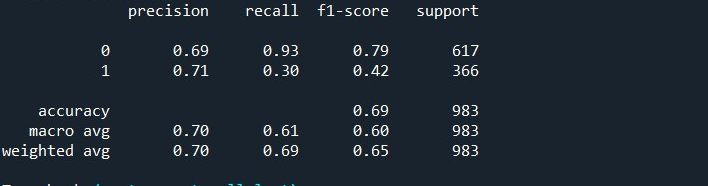 precision recall f1-score support
0 0.69 0.93 0.79 617
1 0.71 0.30 0.42 366
accuracy 0.69 983
macro avg 0.70 0.61 0.60 983
weighted avg 0.70 0.69 0.65 983